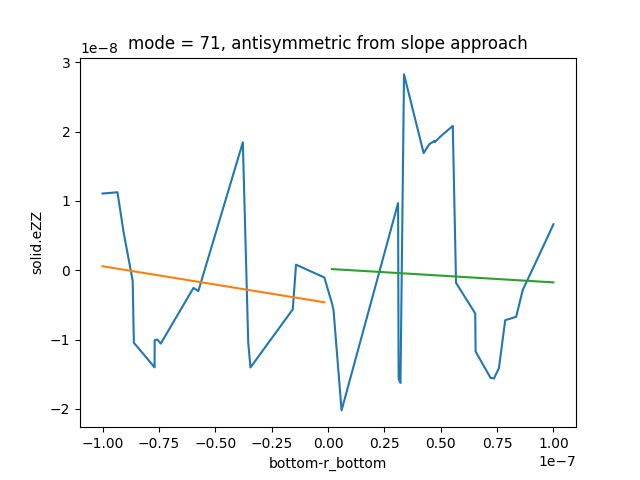 mode = 71, antisymmetric from slope approach
1e−8
3
2
1
0
−1
−2
solid.eZZ
−1.00 −0.75 −0.50 −0.25 0.00 0.25 0.50 0.75 1.00
bottom-r_bottom
1e−7